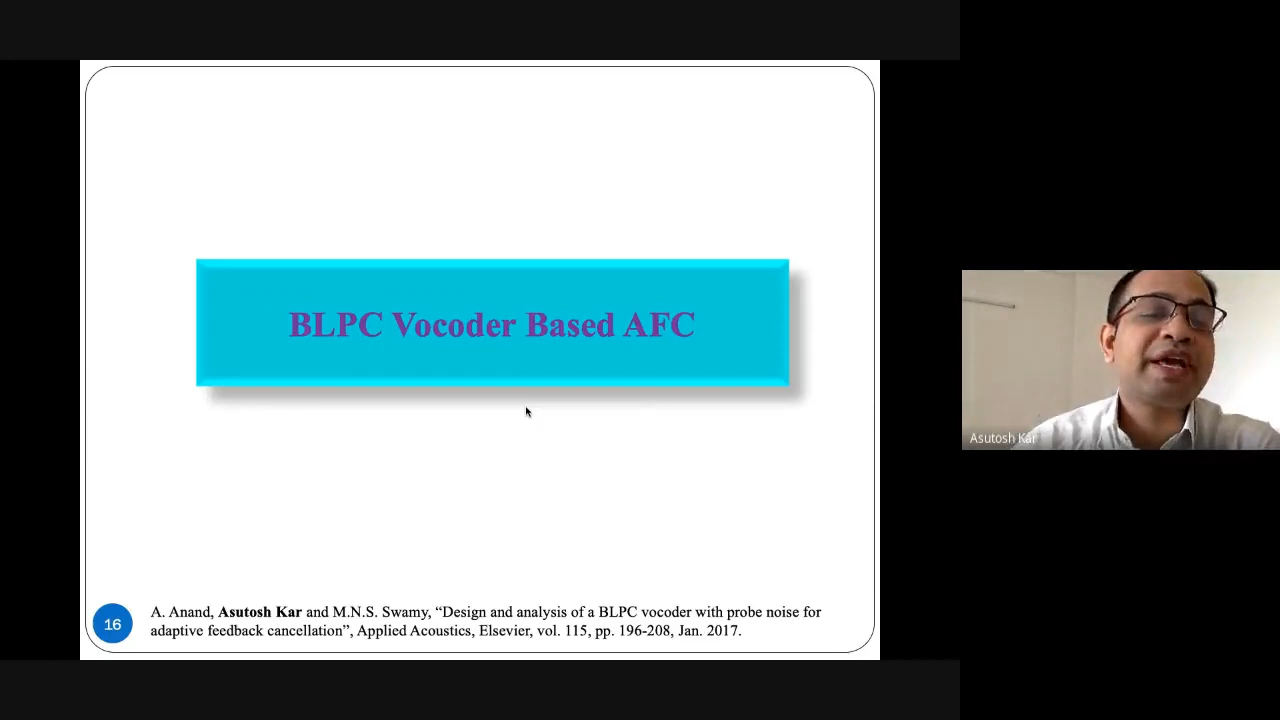 BLPC Vocoder Based AFC
Asutosh Kar
16
A. Anand, Asutosh Kar and M.N.S. Swamy, “Design and analysis of a BLPC vocoder with probe noise for
adaptive feedback cancellation”, Applied Acoustics, Elsevier, vol. 115, pp. 196-208, Jan. 2017.